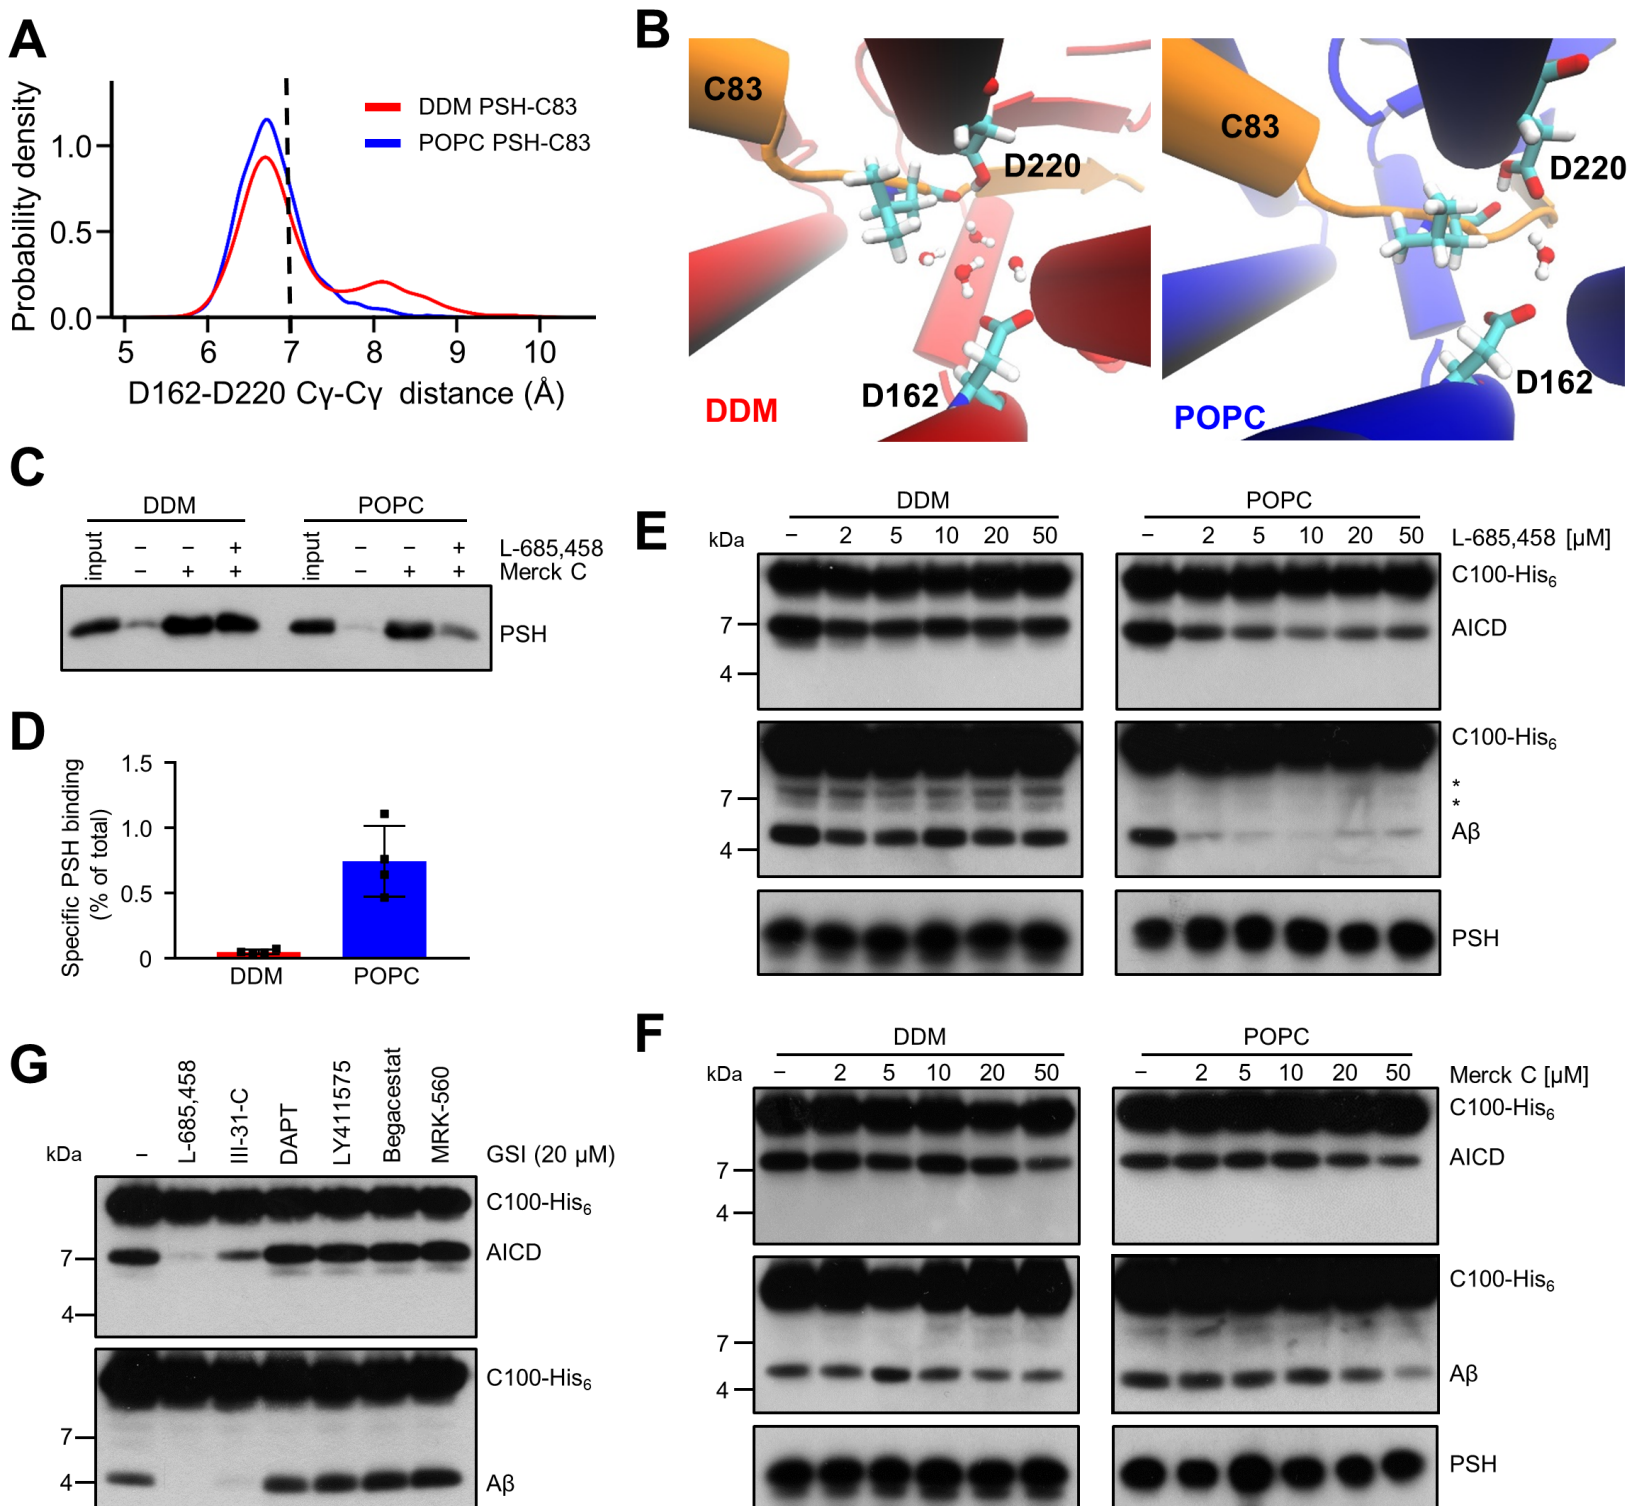 A
Probability density
1.0
0.5
0.0
5 6 7 8 9 10
D162-D220 Cγ-Cγ distance (Å)
DDM PSH-C83
POPC PSH-C83
B
C83
D220
D162
DDM
C83
D220
D162
POPC
C
DDM POPC
input – – + input – – + L-685,458
– + + – + + Merck C
PSH
D
Specific PSH binding
(% of total)
1.5
1.0
0.5
0
DDM POPC
E
DDM POPC
kDa – 2 5 10 20 50 – 2 5 10 20 50 L-685,458 [µM]
C100-His6
7 AICD
4
C100-His6
*
7 *
Aβ
4
PSH
F
DDM POPC
kDa – 2 5 10 20 50 – 2 5 10 20 50 Merck C [µM]
C100-His6
7 AICD
4
C100-His6
7
Aβ
4
PSH
G
kDa – L-685,458 III-31-C DAPT LY411575 Begacestat MRK-560 GSI (20 µM)
C100-His6
7 AICD
4
C100-His6
7
4 Aβ